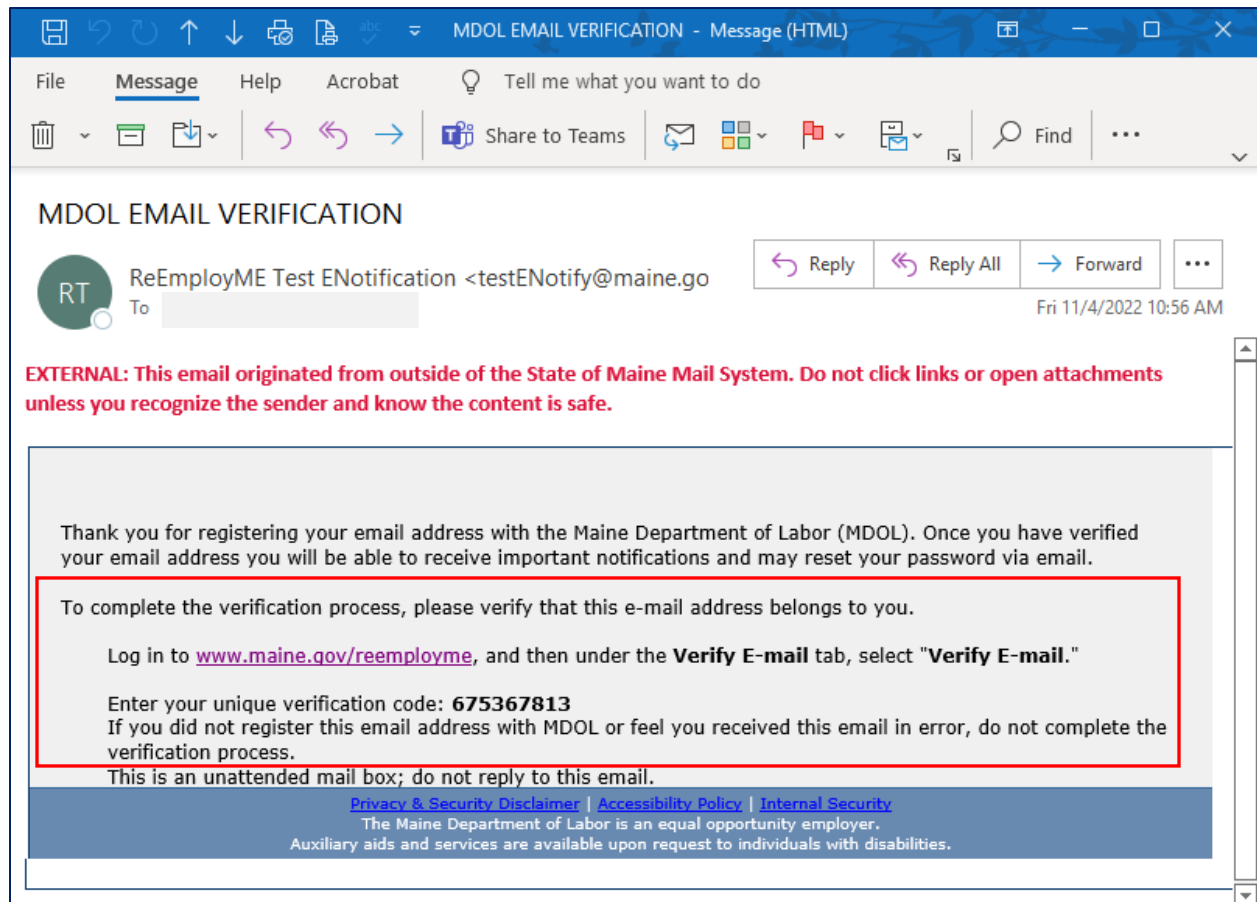 abc
MDOL EMAIL VERIFICATION - Message (HTML)
File Message Help Acrobat Tell me what you want to do
Share to Teams Find
MDOL EMAIL VERIFICATION
RT
ReEmployME Test ENotification <testENotify@maine.go
To
Reply Reply All Forward
Fri 11/4/2022 10:56 AM
EXTERNAL: This email originated from outside of the State of Maine Mail System. Do not click links or open attachments
unless you recognize the sender and know the content is safe.
Thank you for registering your email address with the Maine Department of Labor (MDOL). Once you have verified
your email address you will be able to receive important notifications and may reset your password via email.
To complete the verification process, please verify that this e-mail address belongs to you.
Log in to www.maine.gov/reemployme, and then under the Verify E-mail tab, select "Verify E-mail."
Enter your unique verification code: 675367813
If you did not register this email address with MDOL or feel you received this email in error, do not complete the
verification process.
This is an unattended mail box; do not reply to this email.
Privacy & Security Disclaimer | Accessibility Policy | Internal Security
The Maine Department of Labor is an equal opportunity employer.
Auxiliary aids and services are available upon request to individuals with disabilities.